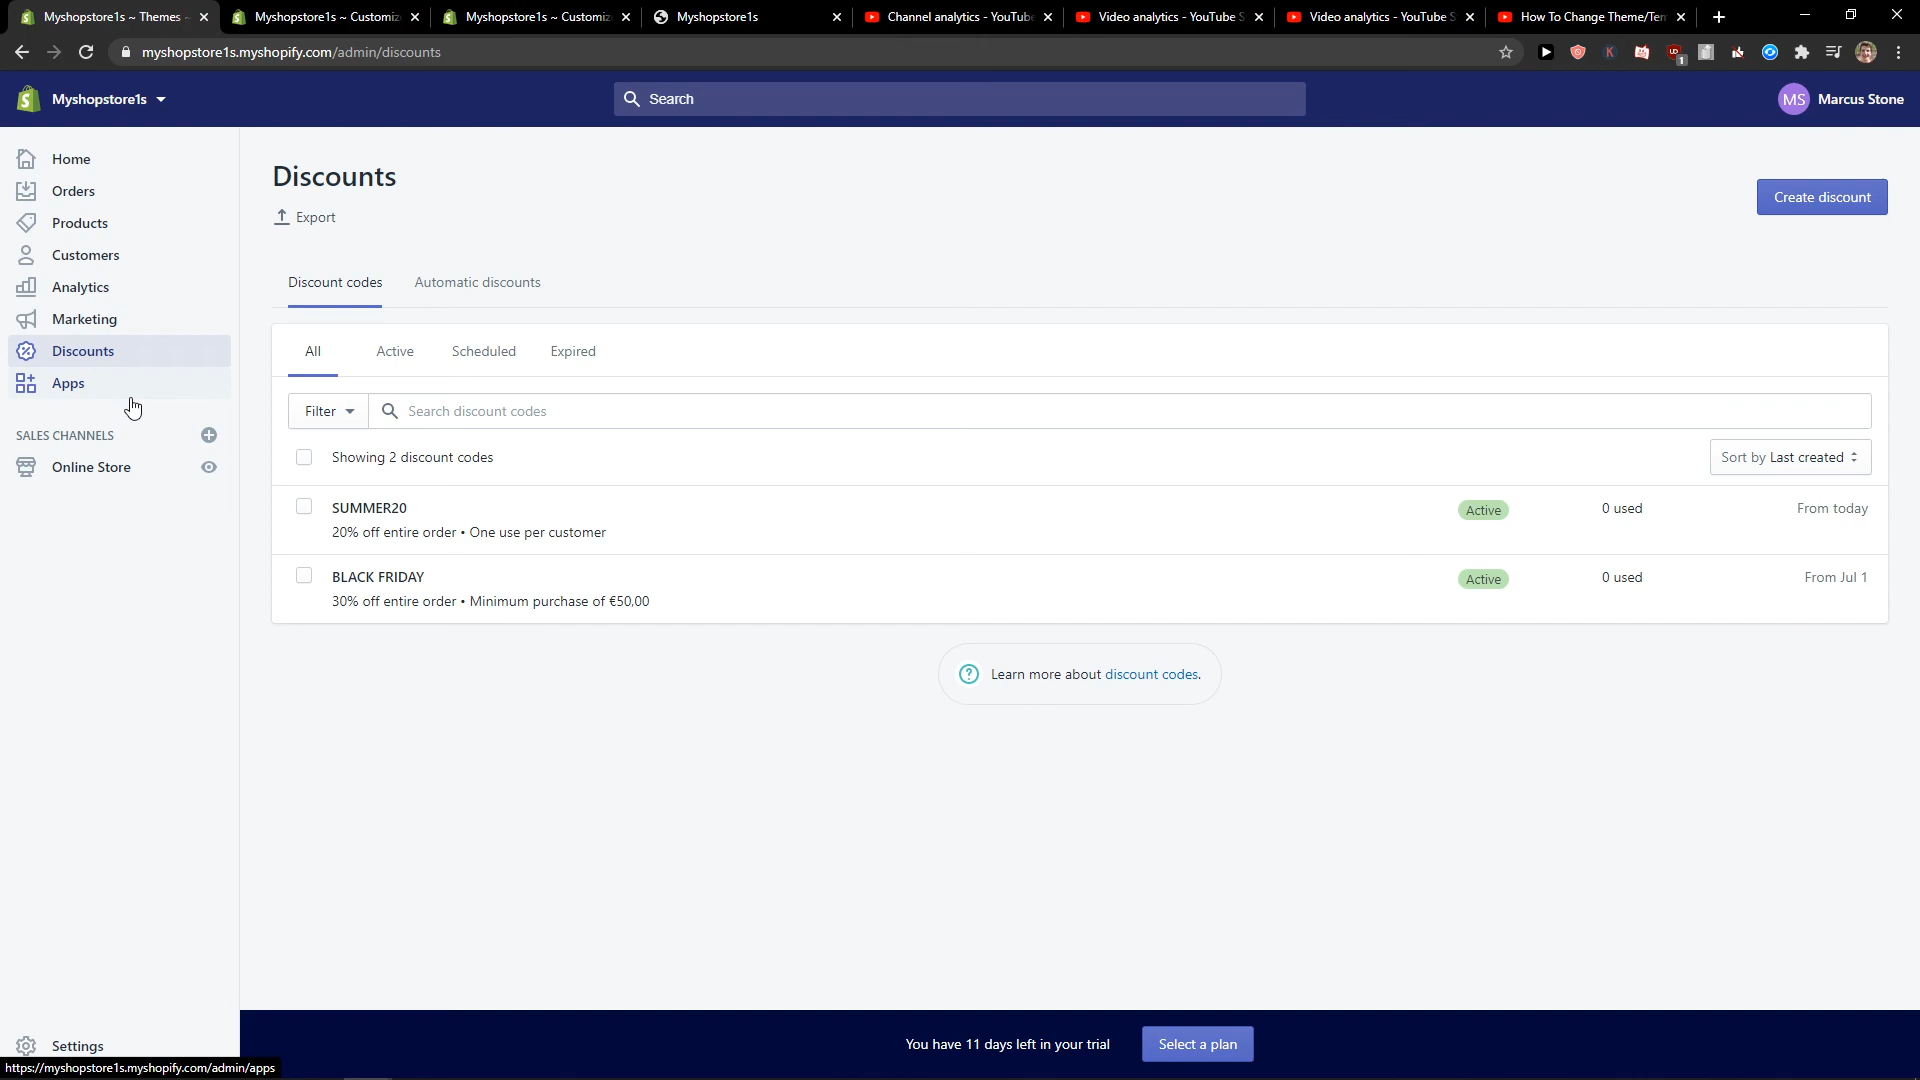 Myshopstore1s ~ Themes
Myshopstore1s ~ Customiz
Myshopstore1s ~ Customiz
Myshopstore1s
Channel analytics - YouTube
Video analytics - YouTube S
Video analytics - YouTube S
How To Change Theme/Tem
myshopstore1s.myshopify.com/admin/discounts
UD
1
K
S
Myshopstore1s
Search
MS
Marcus Stone
Home
Orders
Products
Customers
Analytics
Marketing
Discounts
Apps
SALES CHANNELS
Online Store
Settings
https://myshopstore1s.myshopify.com/admin/apps
Discounts
Export
Create discount
Discount codes
Automatic discounts
All
Active
Scheduled
Expired
Filter
Search discount codes
Showing 2 discount codes
Sort by Last created
SUMMER20
Active
0 used
From today
20% off entire order • One use per customer
BLACK FRIDAY
Active
0 used
From Jul 1
30% off entire order • Minimum purchase of €50,00
? Learn more about discount codes.
You have 11 days left in your trial
Select a plan